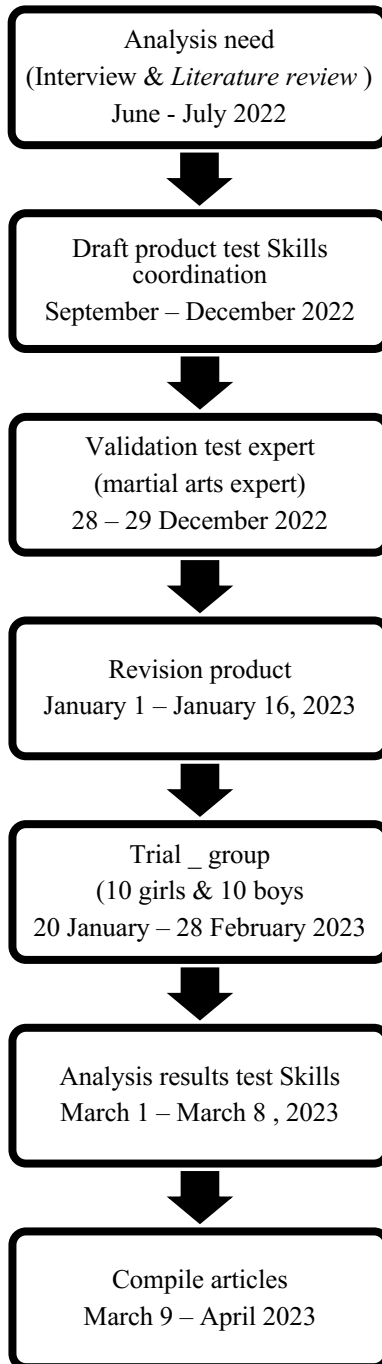 Analysis need
(Interview & Literature review )
June - July 2022
Draft product test Skills
coordination
September – December 2022
Validation test expert
(martial arts expert)
28 – 29 December 2022
Revision product
January 1 – January 16, 2023
Trial _ group
(10 girls & 10 boys
20 January – 28 February 2023
Analysis results test Skills
March 1 – March 8 , 2023
Compile articles
March 9 – April 2023